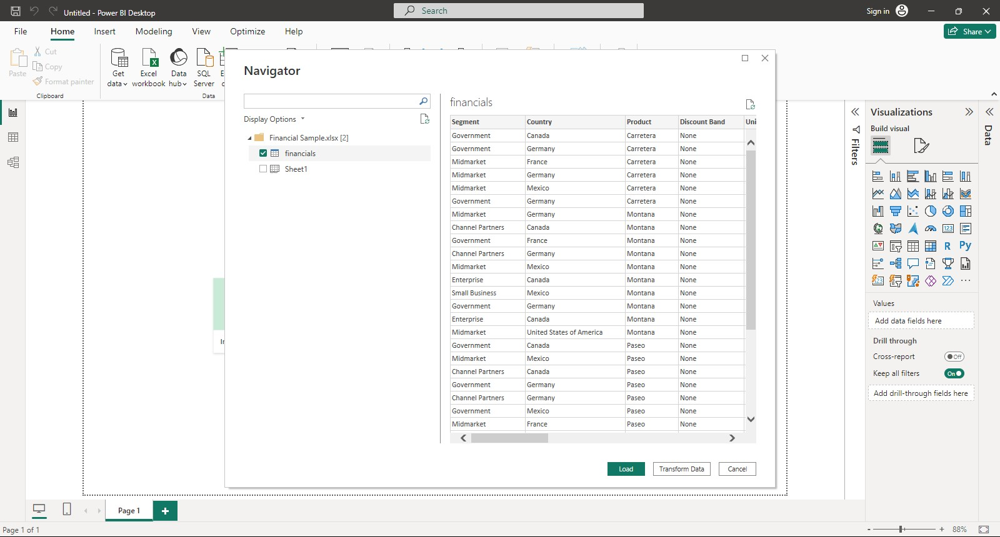 Untitled - Power BI Desktop
Search
Sign in
File Home Insert Modeling View Optimize Help
Share
Paste
Cut
Copy
Format painter
Clipboard
Get data
Excel workbook
Data hub
SQL Server
Data
Navigator
Display Options
Financial Sample.xlsx [2]
financials
Sheet1
financials
Segment Country Product Discount Band Uni
Government Canada Carretera None
Government Germany Carretera None
Midmarket France Carretera None
Midmarket Germany Carretera None
Midmarket Mexico Carretera None
Government Germany Carretera None
Midmarket Germany Montana None
Channel Partners Canada Montana None
Government France Montana None
Channel Partners Germany Montana None
Midmarket Mexico Montana None
Enterprise Canada Montana None
Small Business Mexico Montana None
Government Germany Montana None
Enterprise Canada Montana None
Midmarket United States of America Montana None
Government Canada Paseo None
Midmarket Mexico Paseo None
Channel Partners Canada Paseo None
Government Germany Paseo None
Channel Partners Germany Paseo None
Government Mexico Paseo None
Midmarket France Paseo None
Load Transform Data Cancel
Filters
Visualizations
Build visual
123
R Py
123
Values
Add data fields here
Drill through
Cross-report Off
Keep all filters On
Add drill-through fields here
Data
Page 1
Page 1 of 1
- + 88%